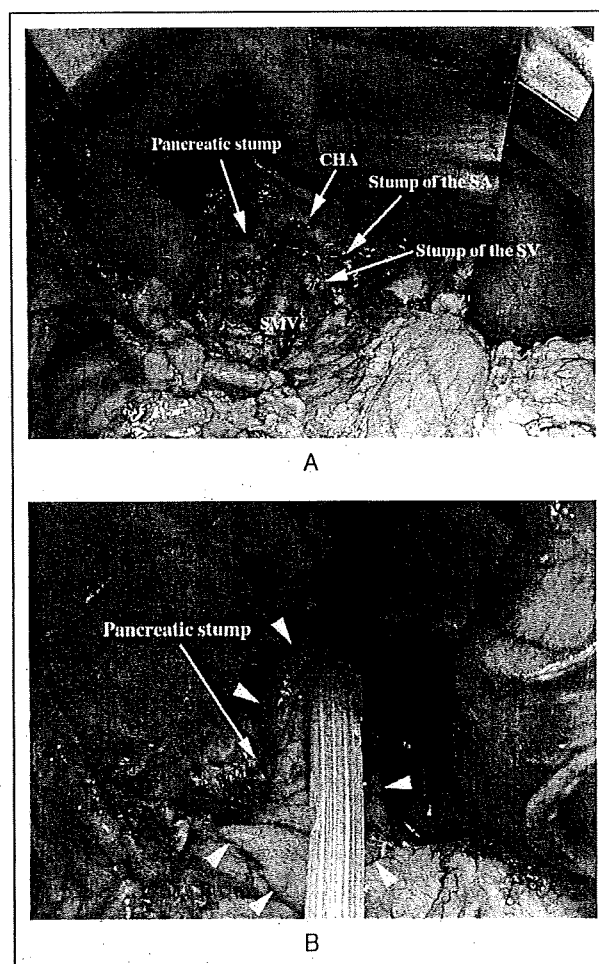 Pancreatic stump
CHA
Stump of the SA
Stump of the SV
SMV
A
Pancreatic stump
B